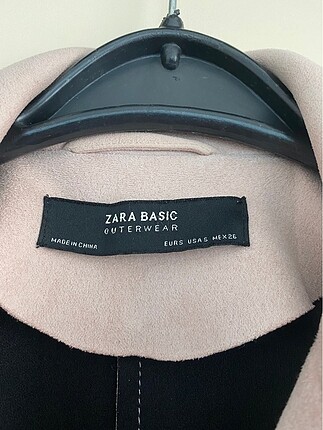 ZARA BASIC
OUTERWEAR
MADE IN CHINA EUR S USA S MEX 26